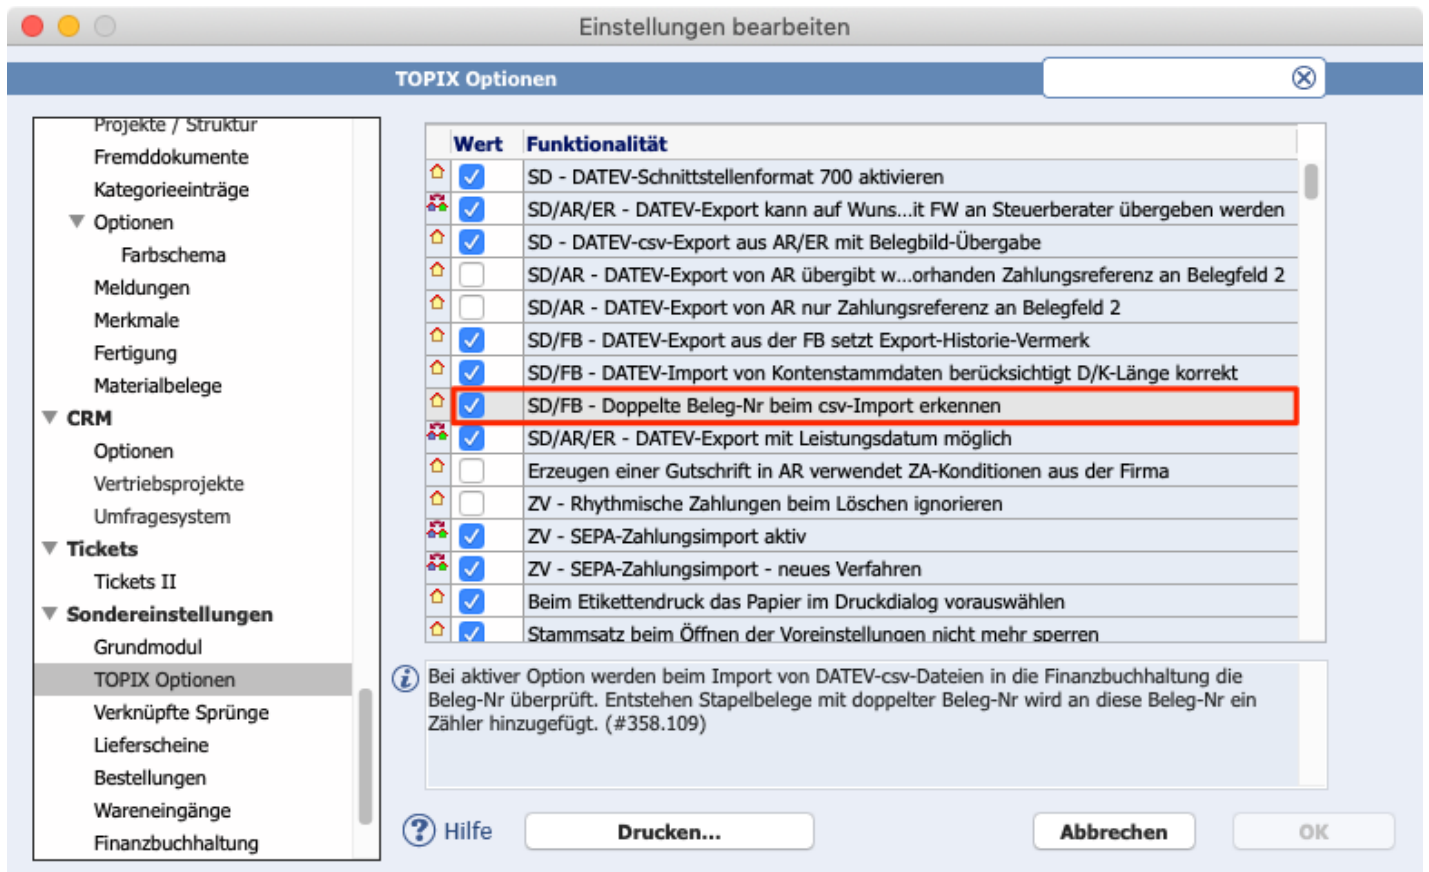 Einstellungen bearbeiten
TOPIX Optionen
Projekte / Struktur
Fremddokumente
Kategorieeinträge
Optionen
Farbschema
Meldungen
Merkmale
Fertigung
Materialbelege
CRM
Optionen
Vertriebsprojekte
Umfragesystem
Tickets
Tickets II
Sondereinstellungen
Grundmodul
TOPIX Optionen
Verknüpfte Sprünge
Lieferscheine
Bestellungen
Wareneingänge
Finanzbuchhaltung
Wert Funktionalität
SD - DATEV-Schnittstellenformat 700 aktivieren
SD/AR/ER - DATEV-Export kann auf Wuns...it FW an Steuerberater übergeben werden
SD - DATEV-csv-Export aus AR/ER mit Belegbild-Übergabe
SD/AR - DATEV-Export von AR übergibt w...orhanden Zahlungsreferenz an Belegfeld 2
SD/AR - DATEV-Export von AR nur Zahlungsreferenz an Belegfeld 2
SD/FB - DATEV-Export aus der FB setzt Export-Historie-Vermerk
SD/FB - DATEV-Import von Kontenstammdaten berücksichtigt D/K-Länge korrekt
SD/FB - Doppelte Beleg-Nr beim csv-Import erkennen
SD/AR/ER - DATEV-Export mit Leistungsdatum möglich
Erzeugen einer Gutschrift in AR verwendet ZA-Konditionen aus der Firma
ZV - Rhythmische Zahlungen beim Löschen ignorieren
ZV - SEPA-Zahlungsimport aktiv
ZV - SEPA-Zahlungsimport - neues Verfahren
Beim Etikettendruck das Papier im Druckdialog vorauswählen
Stammsatz beim Öffnen der Voreinstellungen nicht mehr sperren
Bei aktiver Option werden beim Import von DATEV-csv-Dateien in die Finanzbuchhaltung die
Beleg-Nr überprüft. Entstehen Stapelbelege mit doppelter Beleg-Nr wird an diese Beleg-Nr ein
Zähler hinzugefügt. (#358.109)
? Hilfe
Drucken...
Abbrechen
OK